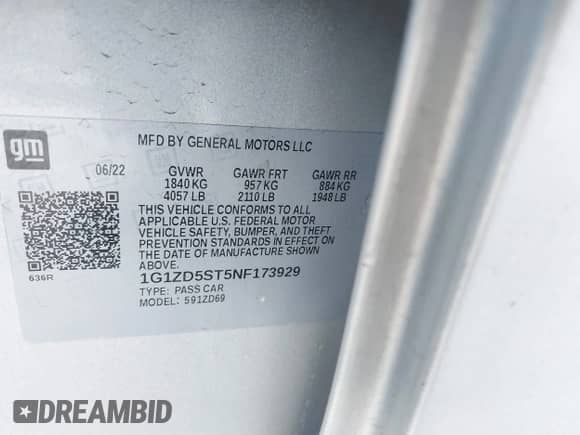 gm
MFD BY GENERAL MOTORS LLC
06/22 GVWR GAWR FRT GAWR RR
1840 KG 957 KG 884 KG
4057 LB 2110 LB 1948 LB
THIS VEHICLE CONFORMS TO ALL
APPLICABLE U.S. FEDERAL MOTOR
VEHICLE SAFETY, BUMPER, AND THEFT
PREVENTION STANDARDS IN EFFECT ON
THE DATE OF MANUFACTURE SHOWN
ABOVE.
636R
1G1ZD5ST5NF173929
TYPE: PASS CAR
MODEL: 591ZD69
DREAMBID